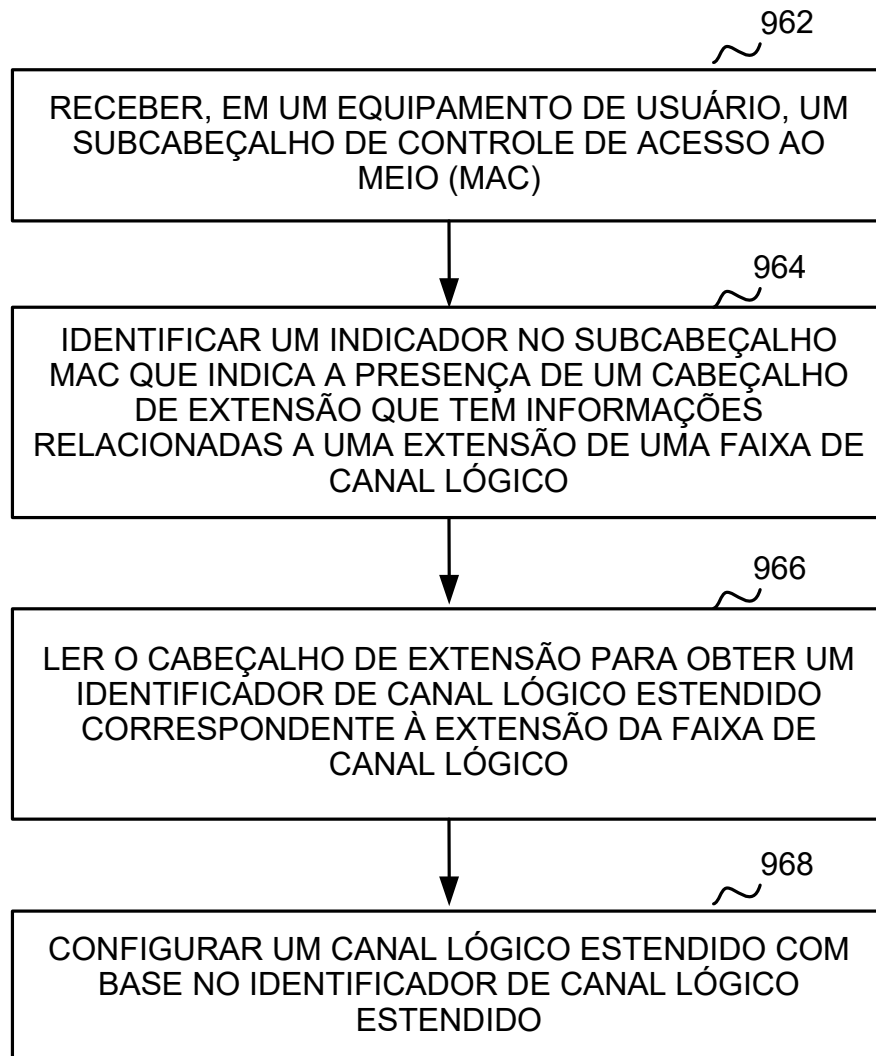 962
RECEBER, EM UM EQUIPAMENTO DE USUÁRIO, UM
SUBCABEÇALHO DE CONTROLE DE ACESSO AO
MEIO (MAC)
964
IDENTIFICAR UM INDICADOR NO SUBCABEÇALHO
MAC QUE INDICA A PRESENÇA DE UM CABEÇALHO
DE EXTENSÃO QUE TEM INFORMAÇÕES
RELACIONADAS A UMA EXTENSÃO DE UMA FAIXA DE
CANAL LÓGICO
966
LER O CABEÇALHO DE EXTENSÃO PARA OBTER UM
IDENTIFICADOR DE CANAL LÓGICO ESTENDIDO
CORRESPONDENTE À EXTENSÃO DA FAIXA DE
CANAL LÓGICO
968
CONFIGURAR UM CANAL LÓGICO ESTENDIDO COM
BASE NO IDENTIFICADOR DE CANAL LÓGICO
ESTENDIDO